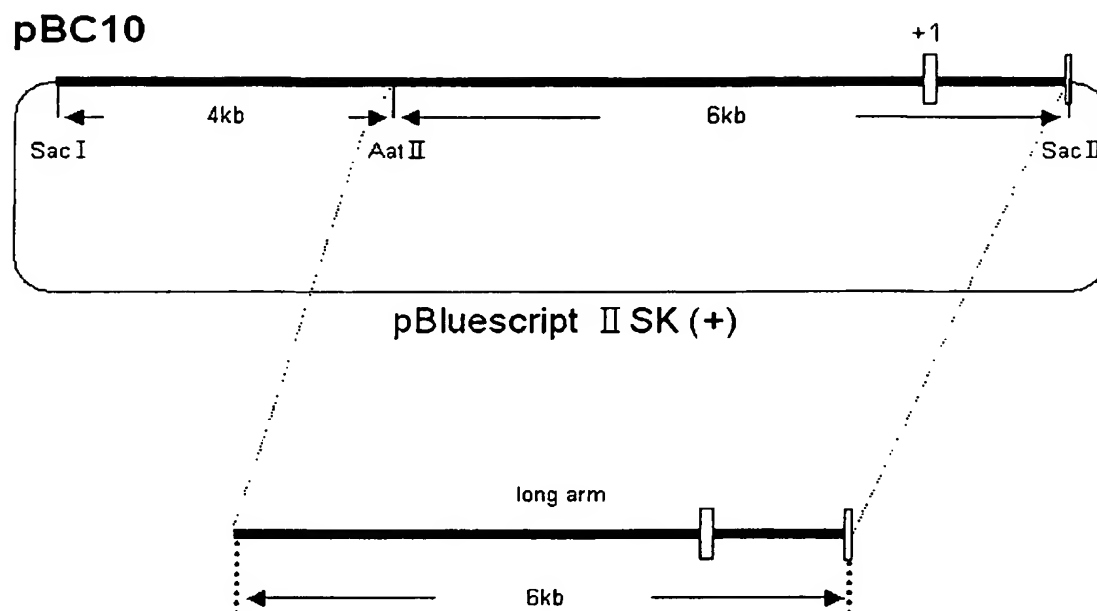 pBC10
+1
4kb
6kb
Sac I
Aat II
Sac II
pBluescript II SK (+)
long arm
6kb